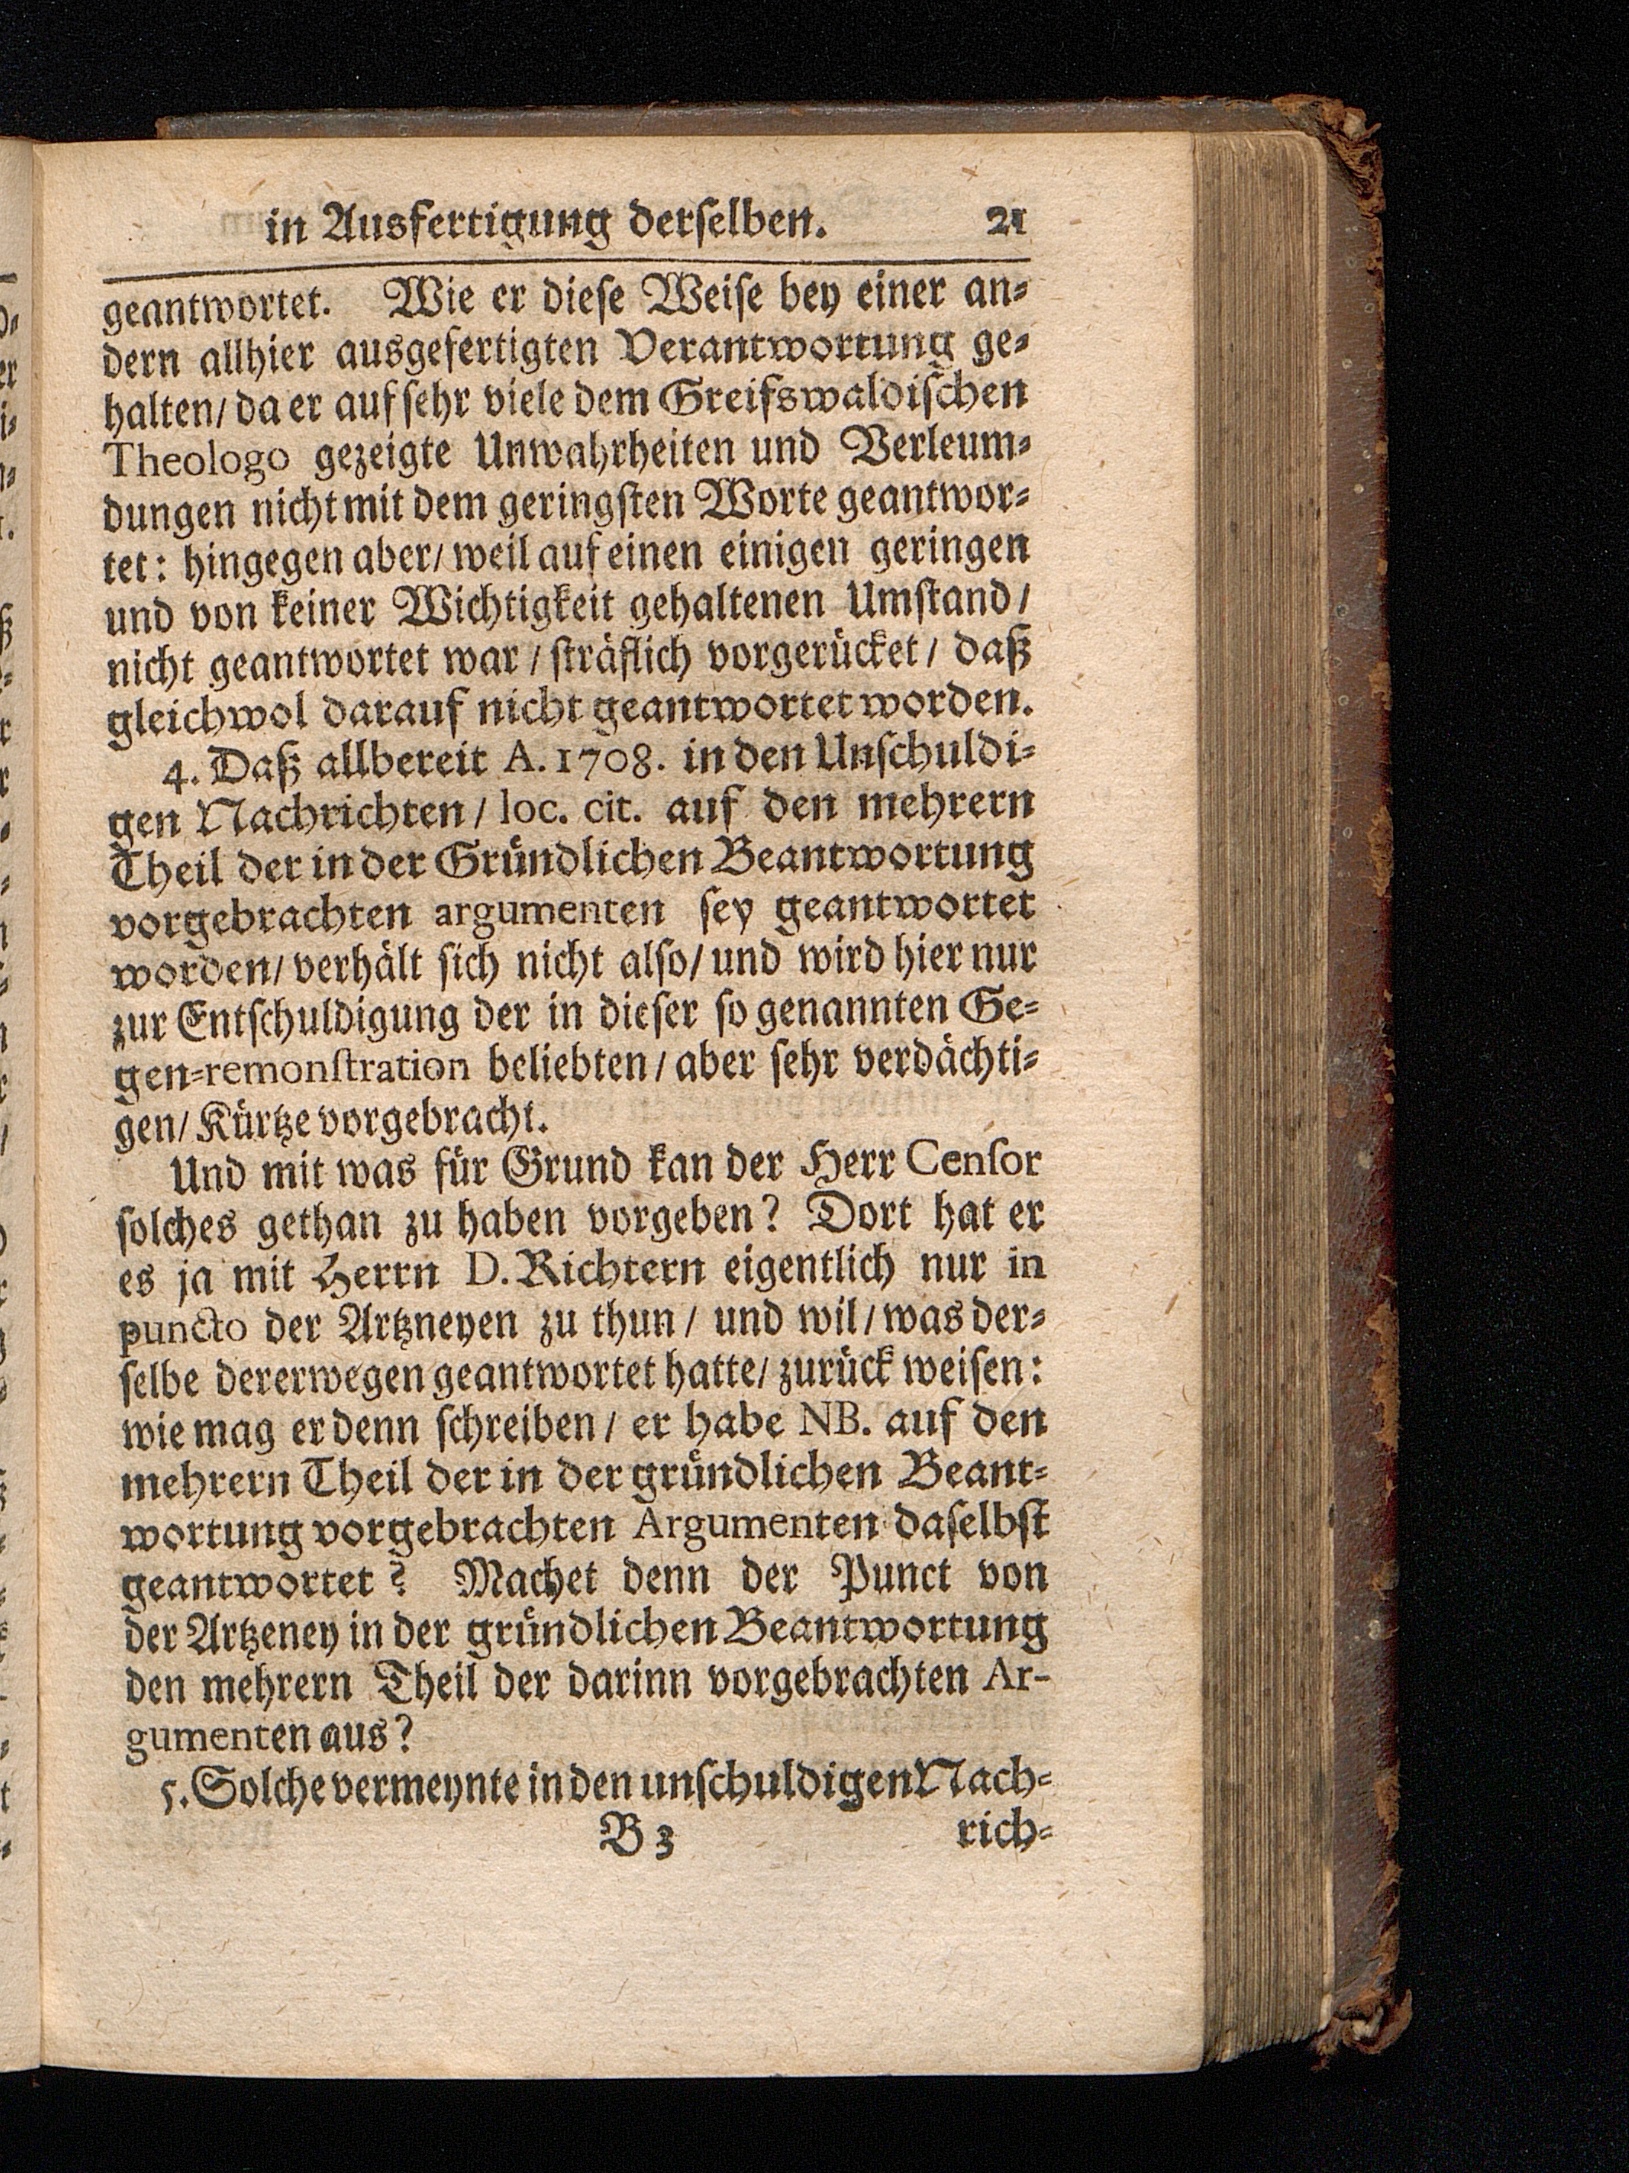 in Ausfertigung derſelben. 21
geantwortet. Wie er dieſe Weiſe bey einer an⸗
dern allhier ausgefertigten Verantwortung ge⸗
halten/ da er auf ſehr viele dem Greifswaldiſchen
Theologo gezeigte Unwahrheiten und Verleum⸗
dungen nicht mit dem geringſten Worte geantwor⸗
tet: hingegen aber/ weil auf einen einigen geringen
und von keiner Wichtigkeit gehaltenen Umſtand/
nicht geantwortet war / ſträflich vorgerücket / daß
gleichwol darauf nicht geantwortet worden.
4. Daß allbereit A. 1708. in den Unſchuldi⸗
gen Nachrichten / loc. cit. auf den mehrern
Theil der in der Gründlichen Beantwortung
vorgebrachten argumenten ſey geantwortet
worden/ verhält ſich nicht alſo/ und wird hier nur
zur Entſchuldigung der in dieſer ſo genannten Ge⸗
gen⸗remonſtration beliebten / aber ſehr verdächti⸗
gen/ Kürtze vorgebracht.
Und mit was für Grund kan der Herr Cenſor
ſolches gethan zu haben vorgeben? Dort hat er
es ja mit Herrn D. Richtern eigentlich nur in
puncto der Artzneyen zu thun / und wil / was der⸗
ſelbe dererwegen geantwortet hatte/ zurück weiſen:
wie mag er denn ſchreiben / er habe NB. auf den
mehrern Theil der in der gründlichen Beant⸗
wortung vorgebrachten Argumenten daſelbſt
geantwortet? Machet denn der Punct von
der Artzeney in der gründlichen Beantwortung
den mehrern Theil der darinn vorgebrachten Ar-
gumenten aus?
5. Solche vermeynte in den unſchuldigen Nach⸗
B 3 rich⸗